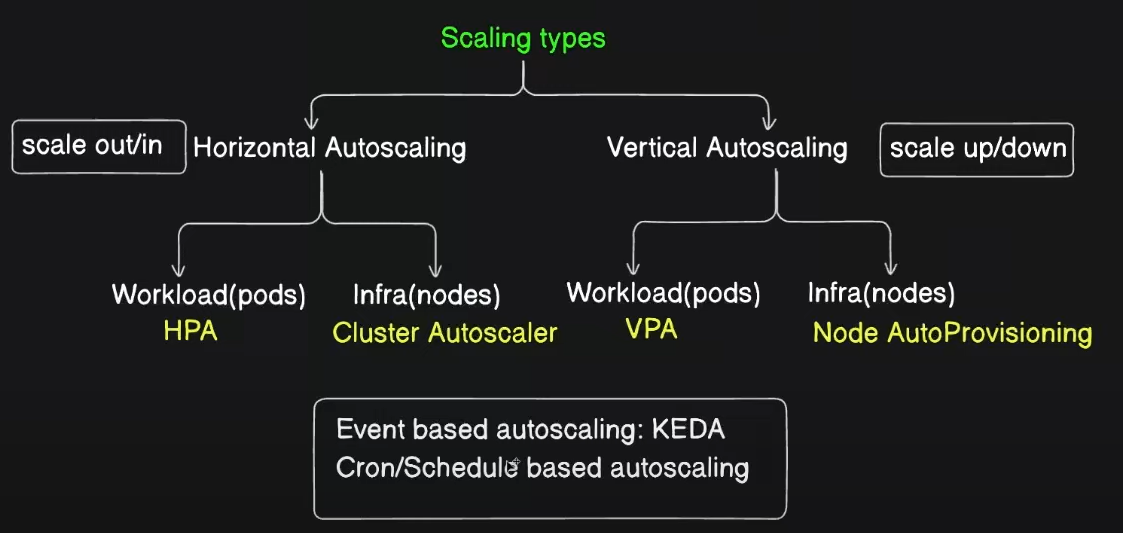 Scaling types
scale out/in
Horizontal Autoscaling
Vertical Autoscaling
scale up/down
Workload(pods)
HPA
Infra(nodes)
Cluster Autoscaler
Workload(pods)
VPA
Infra(nodes)
Node AutoProvisioning
Event based autoscaling: KEDA
Cron/Schedule based autoscaling